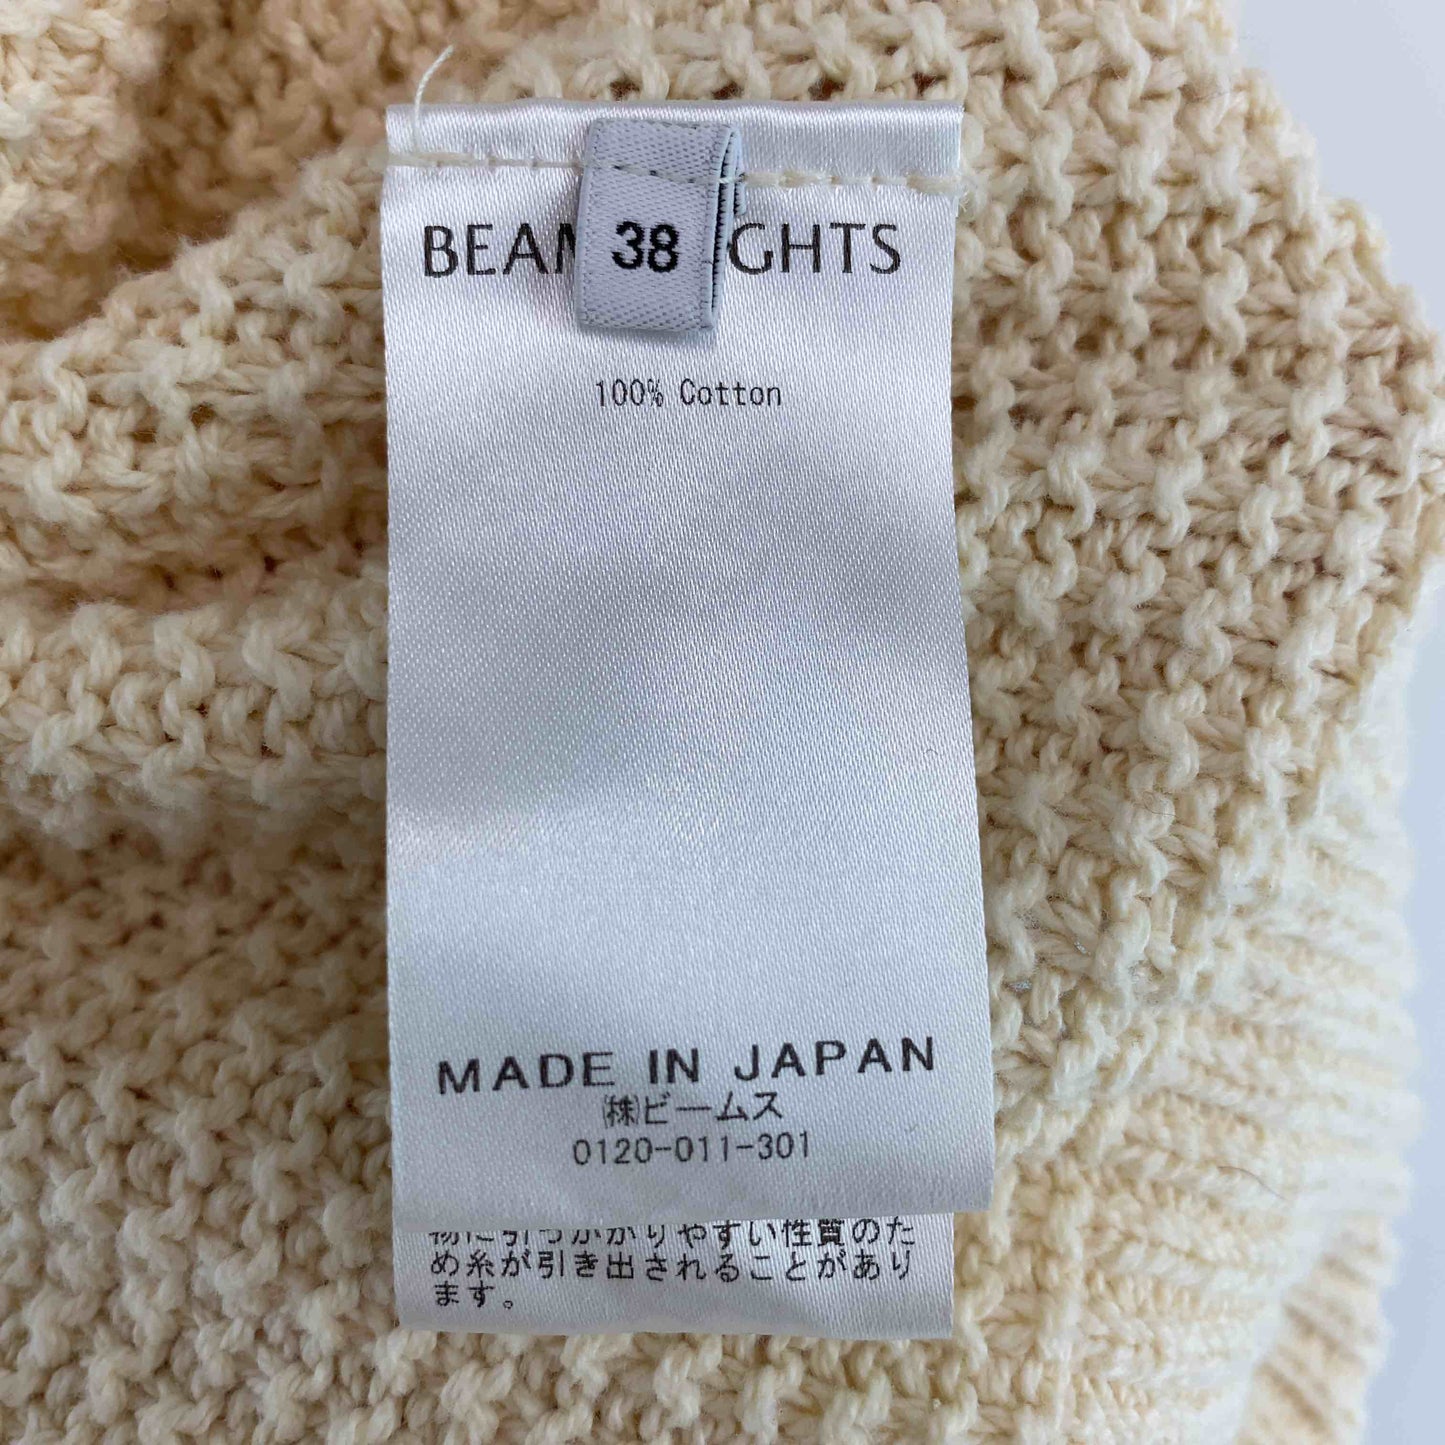 38
GHTS
100% Cotton
MADE IN JAPAN
㈱ビームス
0120-011-301
物に引っかかりやすい性質のた
め糸が引き出されることがあり
ます。